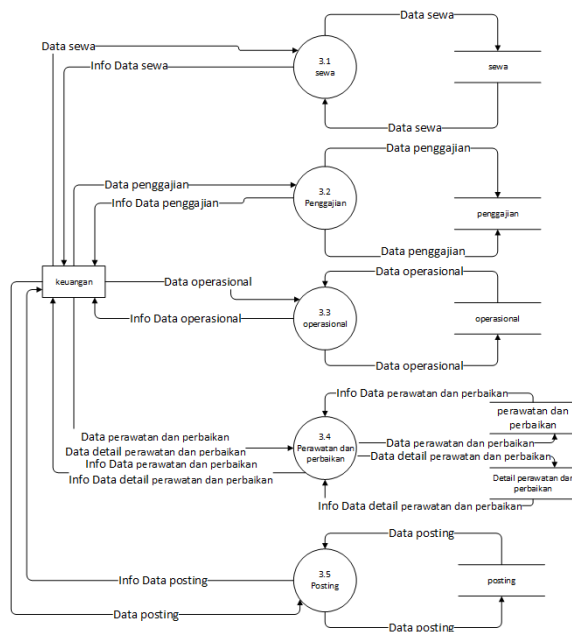 Data sewa
Data sewa
Info Data sewa
3.1
sewa
sewa
Data sewa
Data penggajian
Data penggajian
Info Data penggajian
3.2
Penggajian
penggajian
Data penggajian
keuangan
Data operasional
Data operasional
Info Data operasional
3.3
operasional
operasional
Data operasional
Info Data perawatan dan perbaikan
perawatan dan
perbaikan
Data perawatan dan perbaikan
Data detail perawatan dan perbaikan
Info Data perawatan dan perbaikan
Info Data detail perawatan dan perbaikan
3.4
Perawatan dan
perbaikan
Data perawatan dan perbaikan
Data detail perawatan dan perbaikan
Detail perawatan dan
perbaikan
Info Data detail perawatan dan perbaikan
Data posting
Info Data posting
3.5
Posting
posting
Data posting
Data posting